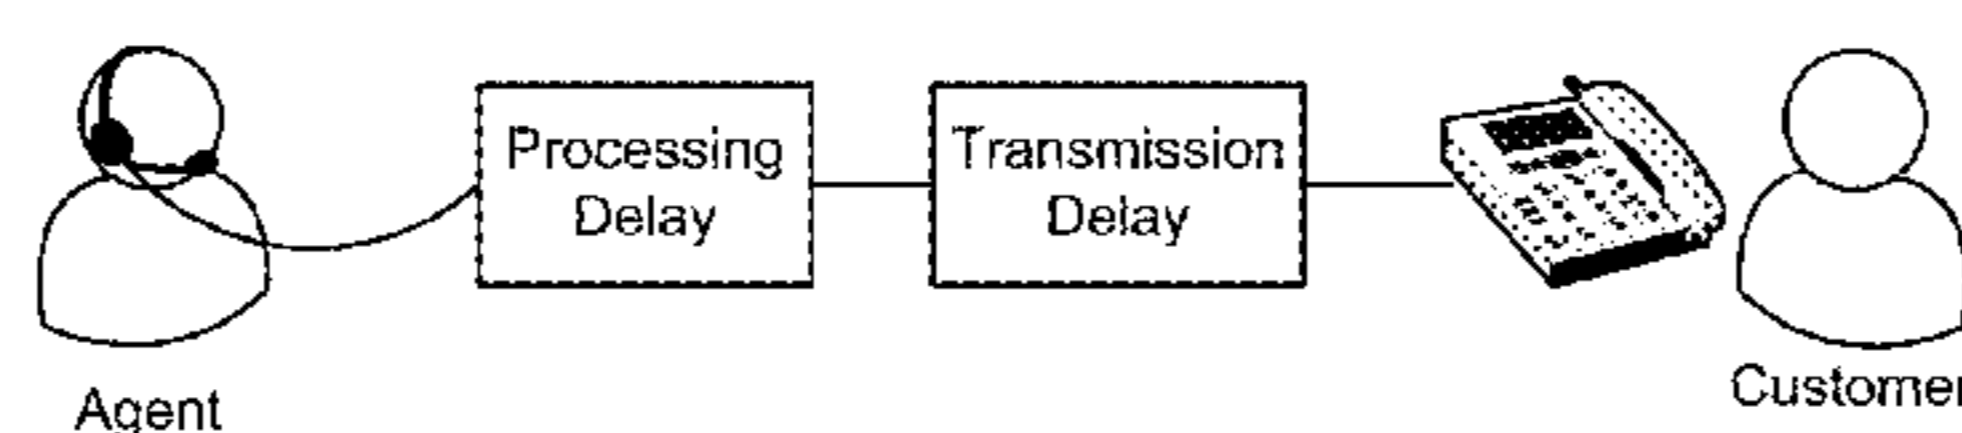 Processing
Delay
Transmission
Delay
Agent
Customer